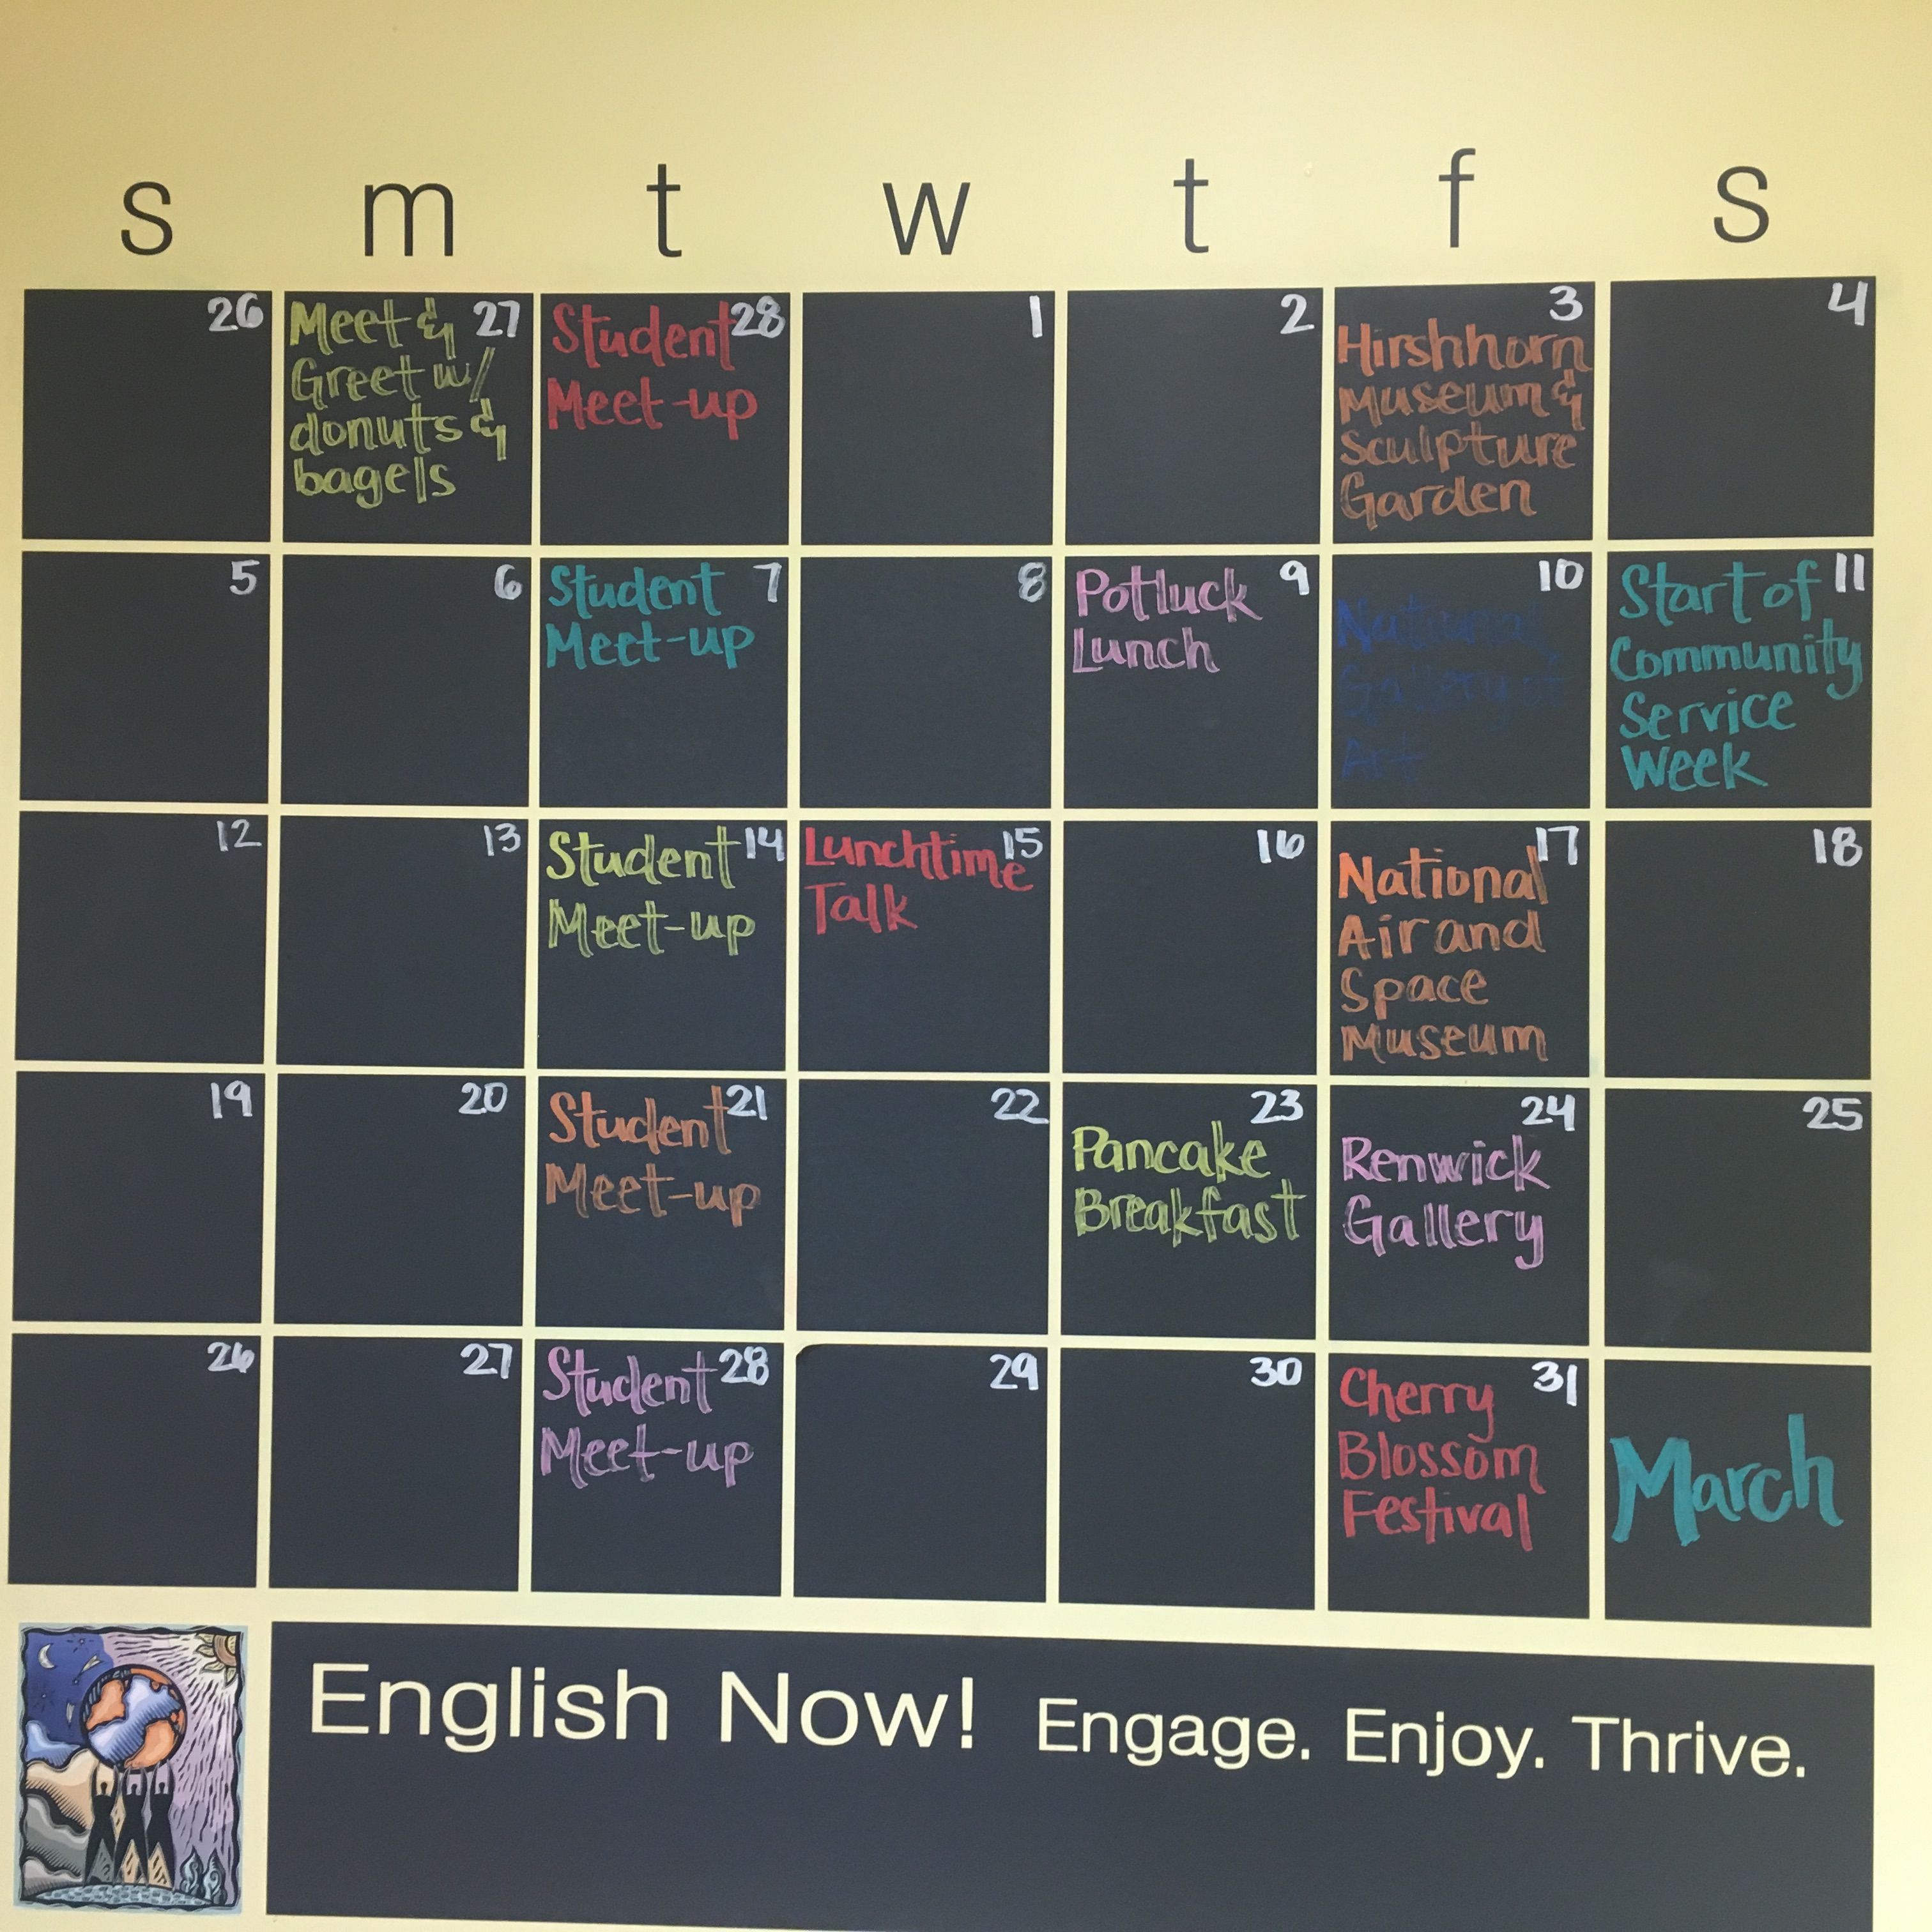 s m t w t f s
26 27 28 1 2 3 4
Meet &
Greet w/
donuts &
bagels
Student
Meet-up
Hirshhorn
Museum &
Sculpture
Garden
5 6 7 8 9 10 11
Student
Meet-up
Potluck
Lunch
National
Gallery of
Art
Start of
Community
Service
Week
12 13 14 15 16 17 18
Student
Meet-up
Lunchtime
Talk
National
Air and
Space
Museum
19 20 21 22 23 24 25
Student
Meet-up
Pancake
Breakfast
Renwick
Gallery
26 27 28 29 30 31
Student
Meet-up
Cherry
Blossom
Festival
March
English Now! Engage. Enjoy. Thrive.